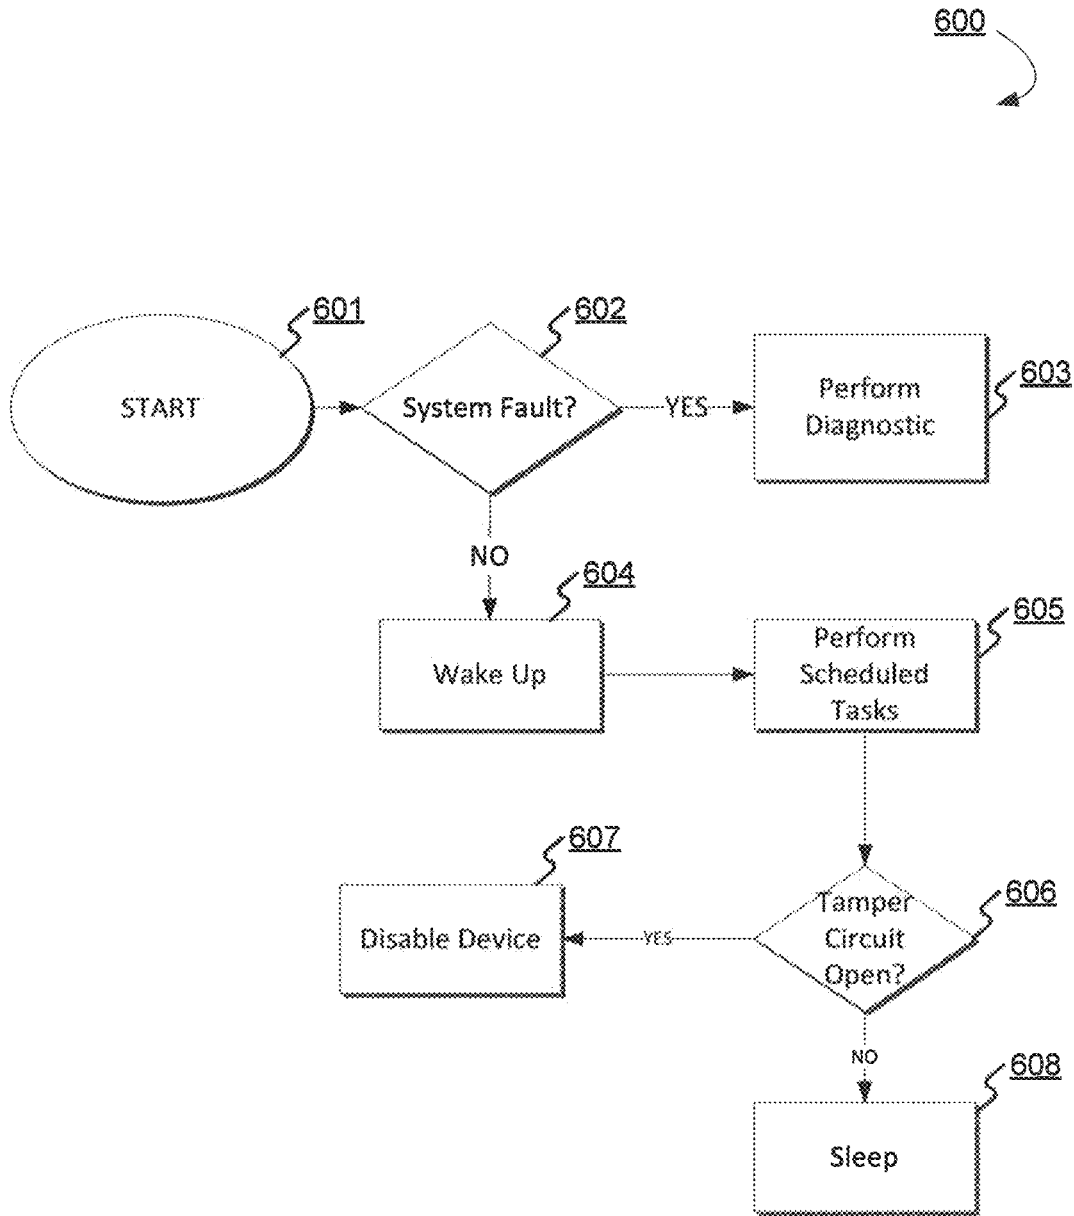 600
601
602
603
START
System Fault?
YES
Perform
Diagnostic
NO
604
605
Wake Up
Perform
Scheduled
Tasks
607
606
Disable Device
YES
Tamper
Circuit
Open?
NO
608
Sleep